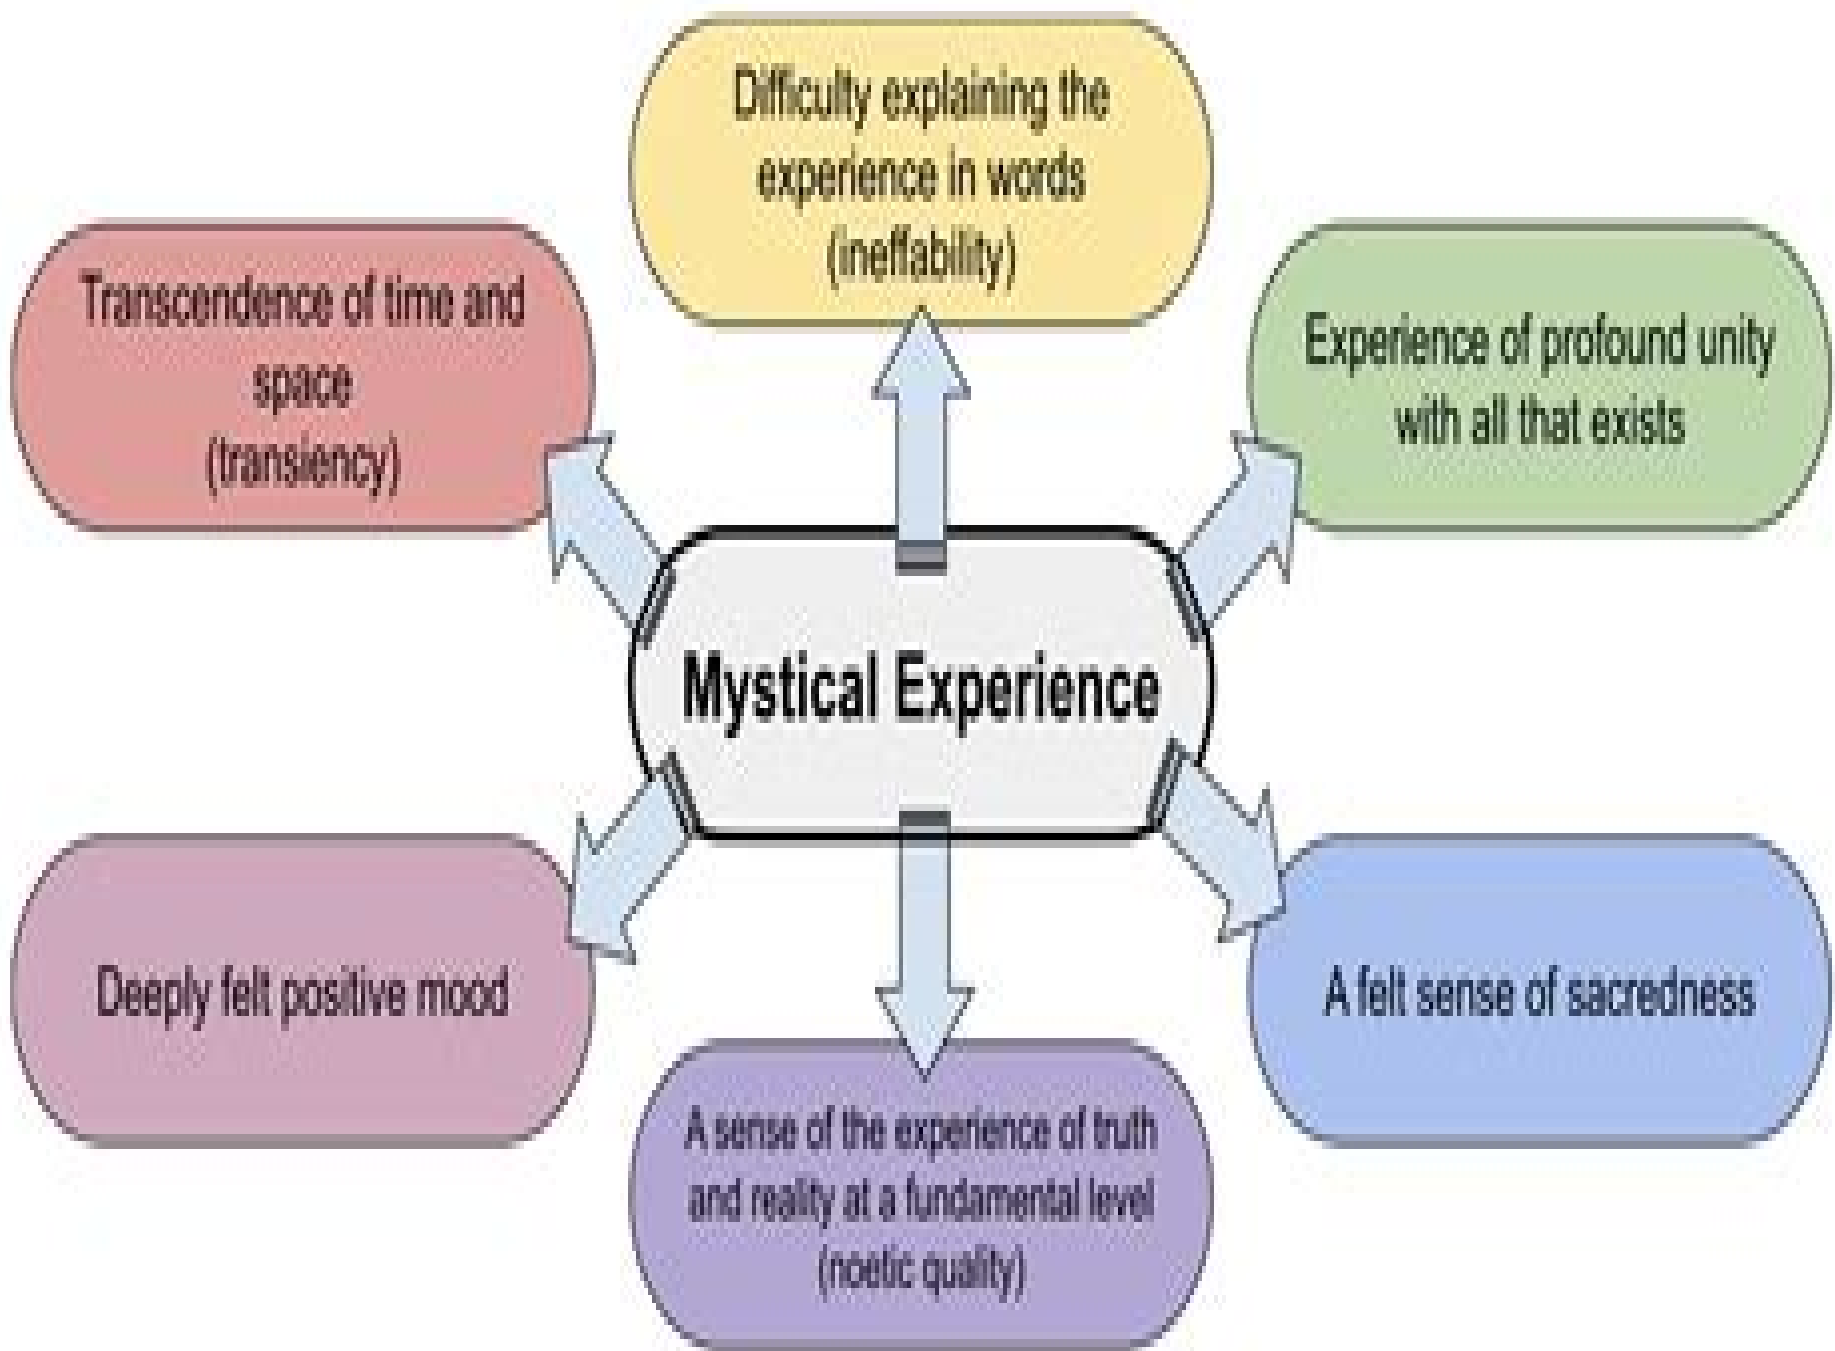 Difficulty explaining the
experience in words
(ineffability)
Transcendence of time and
space
(transiency)
Experience of profound unity
with all that exists
Mystical Experience
Deeply felt positive mood
A felt sense of sacredness
A sense of the experience of truth
and reality at a fundamental level
(noetic quality)